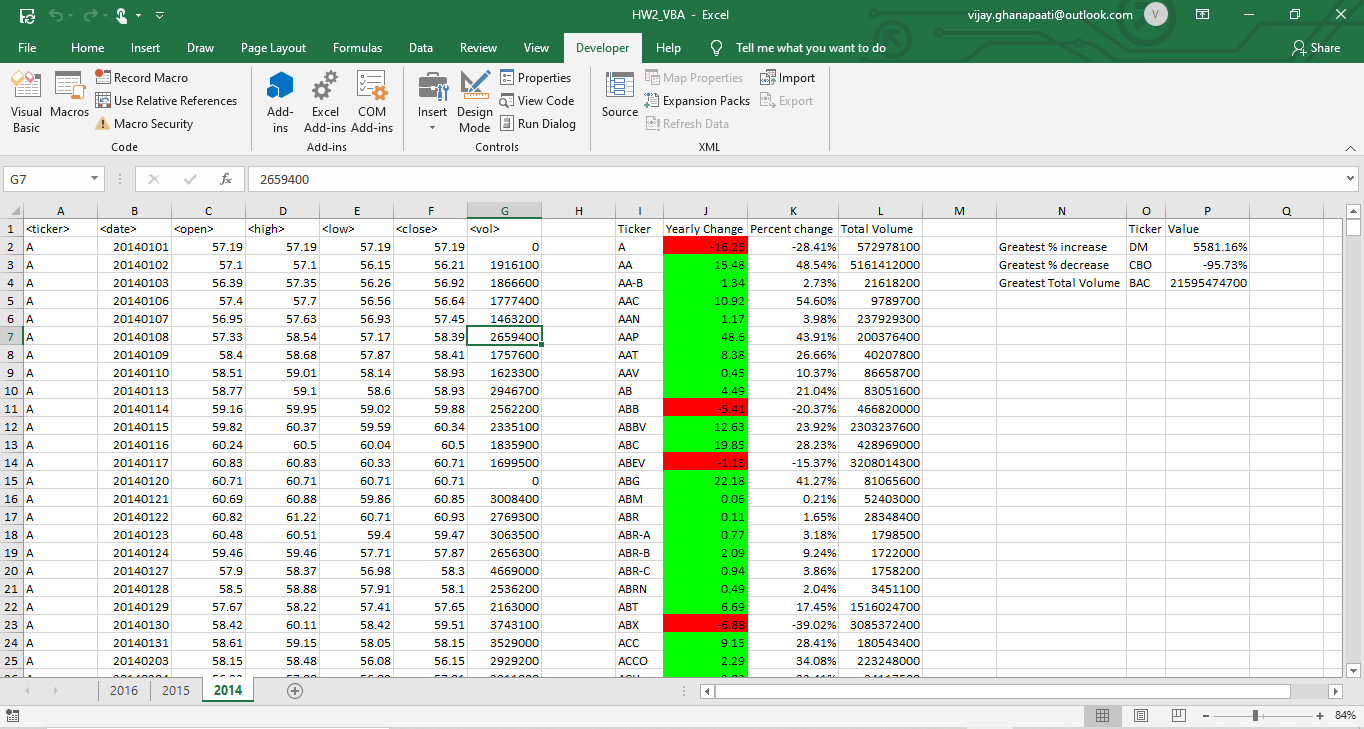 HW2_VBA - Excel
vijay.ghanapaati@outlook.com V
File Home Insert Draw Page Layout Formulas Data Review View Developer Help Tell me what you want to do Share
Visual Basic
Macros
Record Macro
Use Relative References
Macro Security
Code
Add-ins
Excel Add-ins
COM Add-ins
Add-ins
Insert
Design Mode
Properties
View Code
Run Dialog
Controls
Source
Map Properties
Expansion Packs
Refresh Data
Import
Export
XML
G7 fx 2659400
A B C D E F G H I J K L M N O P Q
1 <ticker> <date> <open> <high> <low> <close> <vol> Ticker Yearly Change Percent change Total Volume Ticker Value
2 A 20140101 57.19 57.19 57.19 57.19 0 A -16.25 -28.41% 572978100 Greatest % increase DM 5581.16%
3 A 20140102 57.1 57.1 56.15 56.21 1916100 AA 15.48 48.54% 5161412000 Greatest % decrease CBO -95.73%
4 A 20140103 56.39 57.35 56.26 56.92 1866600 AA-B 1.34 2.73% 21618200 Greatest Total Volume BAC 21595474700
5 A 20140106 57.4 57.7 56.56 56.64 1777400 AAC 10.92 54.60% 9789700
6 A 20140107 56.95 57.63 56.93 57.45 1463200 AAN 1.17 3.98% 237929300
7 A 20140108 57.33 58.54 57.17 58.39 2659400 AAP 48.6 43.91% 200376400
8 A 20140109 58.4 58.68 57.87 58.41 1757600 AAT 8.38 26.66% 40207800
9 A 20140110 58.51 59.01 58.14 58.93 1623300 AAV 0.45 10.37% 86658700
10 A 20140113 58.77 59.1 58.6 58.93 2946700 AB 4.49 21.04% 83051600
11 A 20140114 59.16 59.95 59.02 59.88 2562200 ABB -5.41 -20.37% 466820000
12 A 20140115 59.82 60.37 59.59 60.34 2335100 ABBV 12.63 23.92% 2303237600
13 A 20140116 60.24 60.5 60.04 60.5 1835900 ABC 19.85 28.23% 428969000
14 A 20140117 60.83 60.83 60.33 60.71 1699500 ABEV -1.13 -15.37% 3208014300
15 A 20140120 60.71 60.71 60.71 60.71 0 ABG 22.18 41.27% 81065600
16 A 20140121 60.69 60.88 59.86 60.85 3008400 ABM 0.06 0.21% 52403000
17 A 20140122 60.82 61.22 60.71 60.93 2769300 ABR 0.11 1.65% 28348400
18 A 20140123 60.48 60.51 59.4 59.47 3063500 ABR-A 0.77 3.18% 1798500
19 A 20140124 59.46 59.46 57.71 57.87 2656300 ABR-B 2.09 9.24% 1722000
20 A 20140127 57.9 58.37 56.98 58.3 4669000 ABR-C 0.94 3.86% 1758200
21 A 20140128 58.5 58.88 57.91 58.1 2536200 ABRN 0.49 2.04% 3451100
22 A 20140129 57.67 58.22 57.41 57.65 2163000 ABT 6.69 17.45% 1516024700
23 A 20140130 58.42 60.11 58.42 59.51 3743100 ABX -6.88 -39.02% 3085372400
24 A 20140131 58.61 59.15 58.05 58.15 3529000 ACC 9.15 28.41% 180543400
25 A 20140203 58.15 58.48 56.08 56.15 2929200 ACCO 2.29 34.08% 223248000
2016 2015 2014
84%